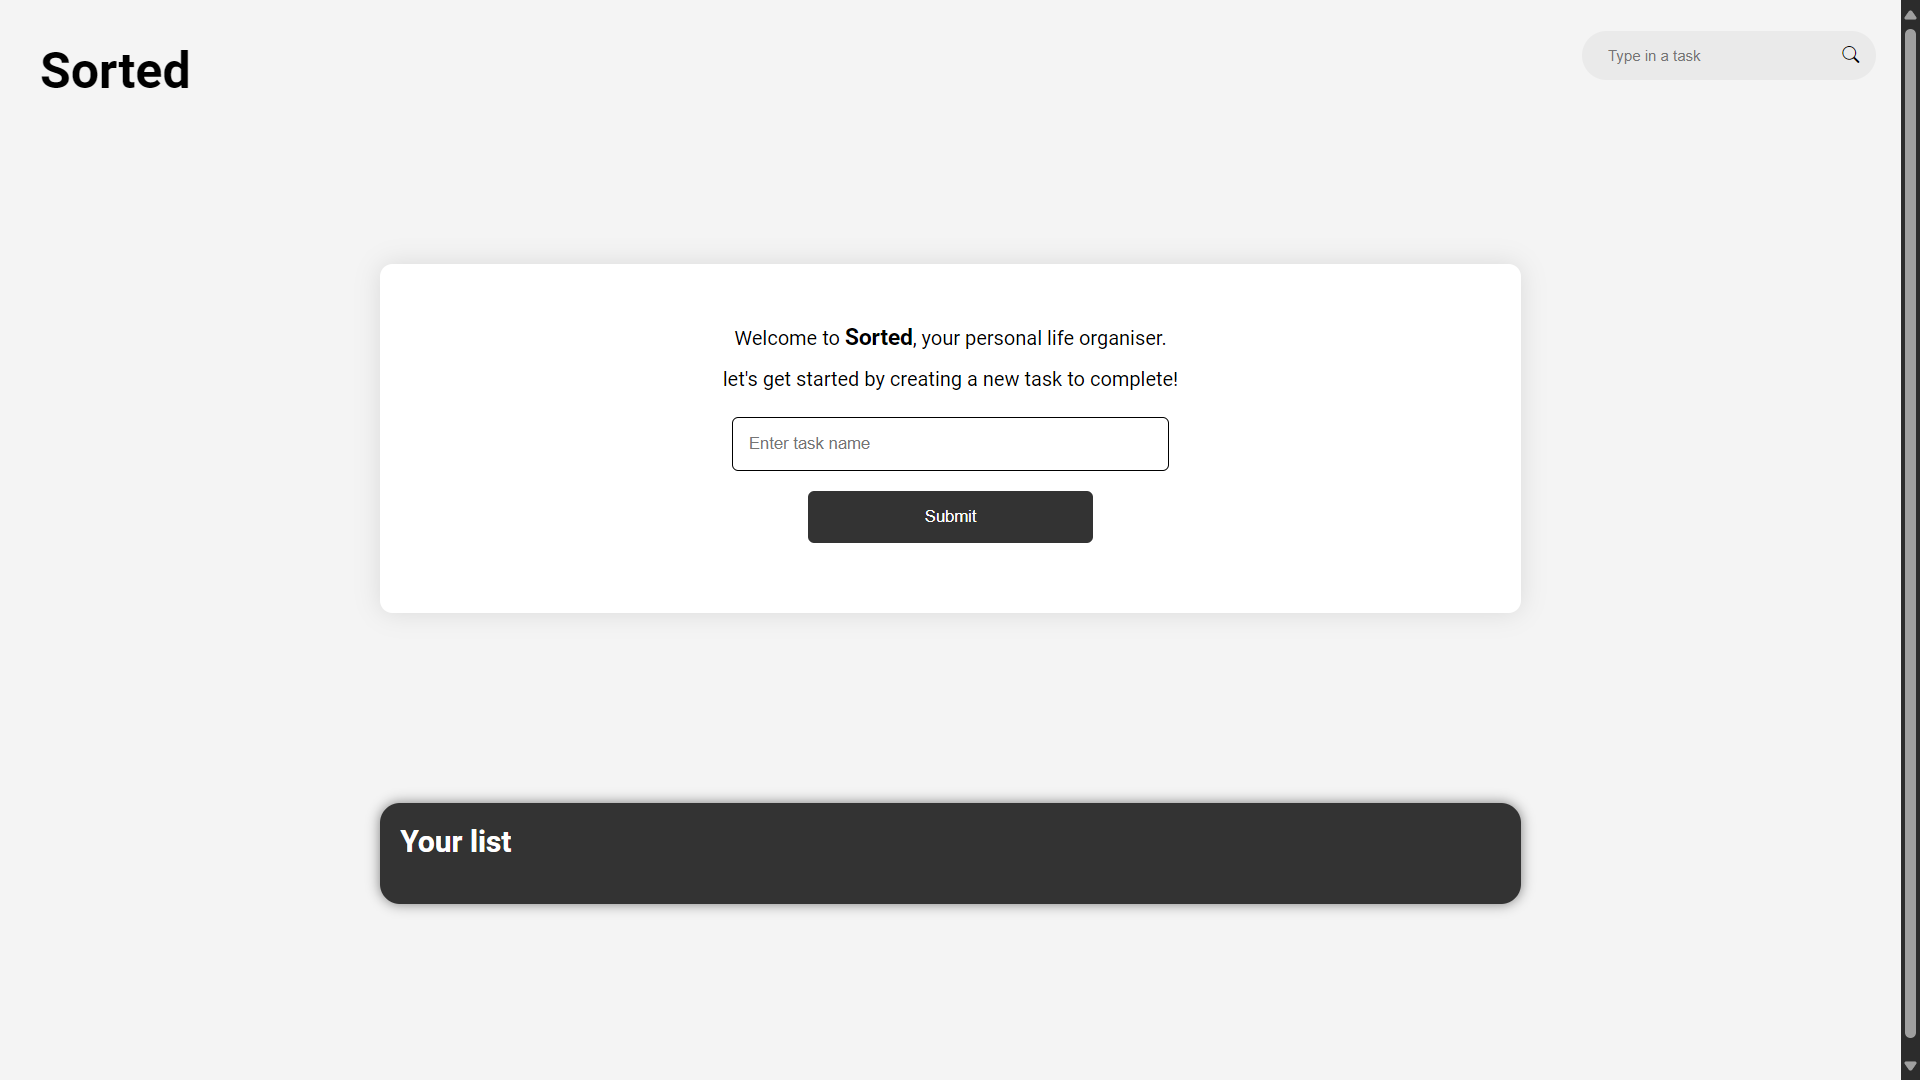 Sorted
Type in a task
Welcome to Sorted, your personal life organiser.
let's get started by creating a new task to complete!
Enter task name
Submit
Your list